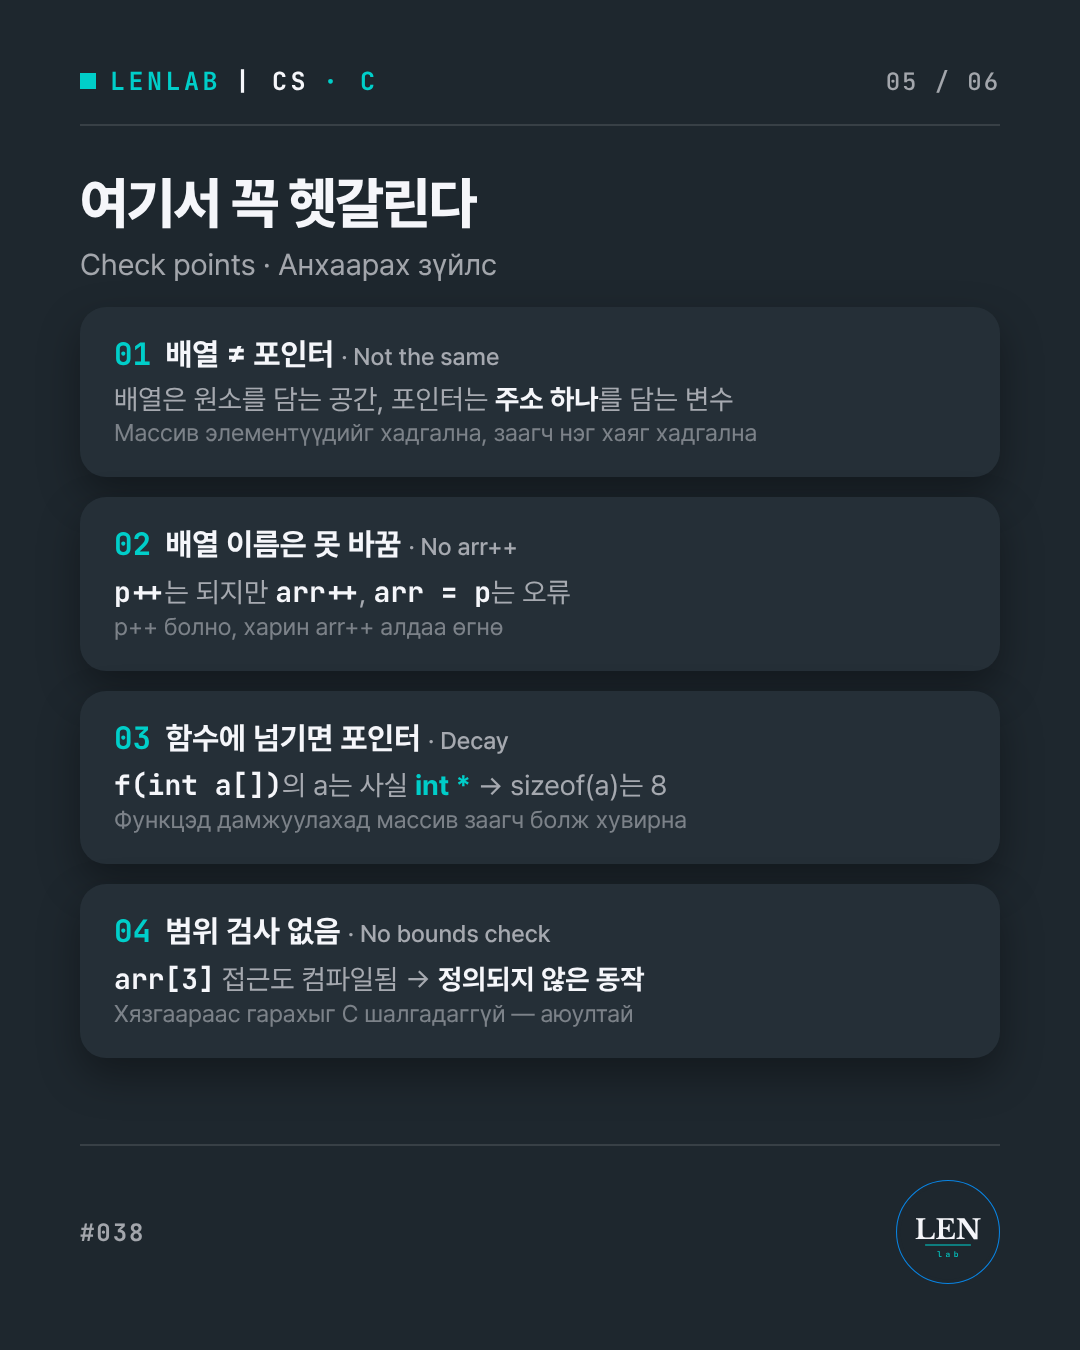 LENLAB | CS · C
05 / 06
여기서 꼭 헷갈린다
Check points · Анхаарах зүйлс
01 배열 ≠ 포인터 · Not the same
배열은 원소를 담는 공간, 포인터는 주소 하나를 담는 변수
Массив элементүүдийг хадгална, заагч нэг хаяг хадгална
02 배열 이름은 못 바꿈 · No arr++
p++는 되지만 arr++, arr = p는 오류
p++ болно, харин arr++ алдаа өгнө
03 함수에 넘기면 포인터 · Decay
f(int a[])의 a는 사실 int * → sizeof(a)는 8
Функцэд дамжуулахад массив заагч болж хувирна
04 범위 검사 없음 · No bounds check
arr[3] 접근도 컴파일됨 → 정의되지 않은 동작
Хязгаараас гарахыг C шалгадаггүй — аюултай
#038
LEN
lab